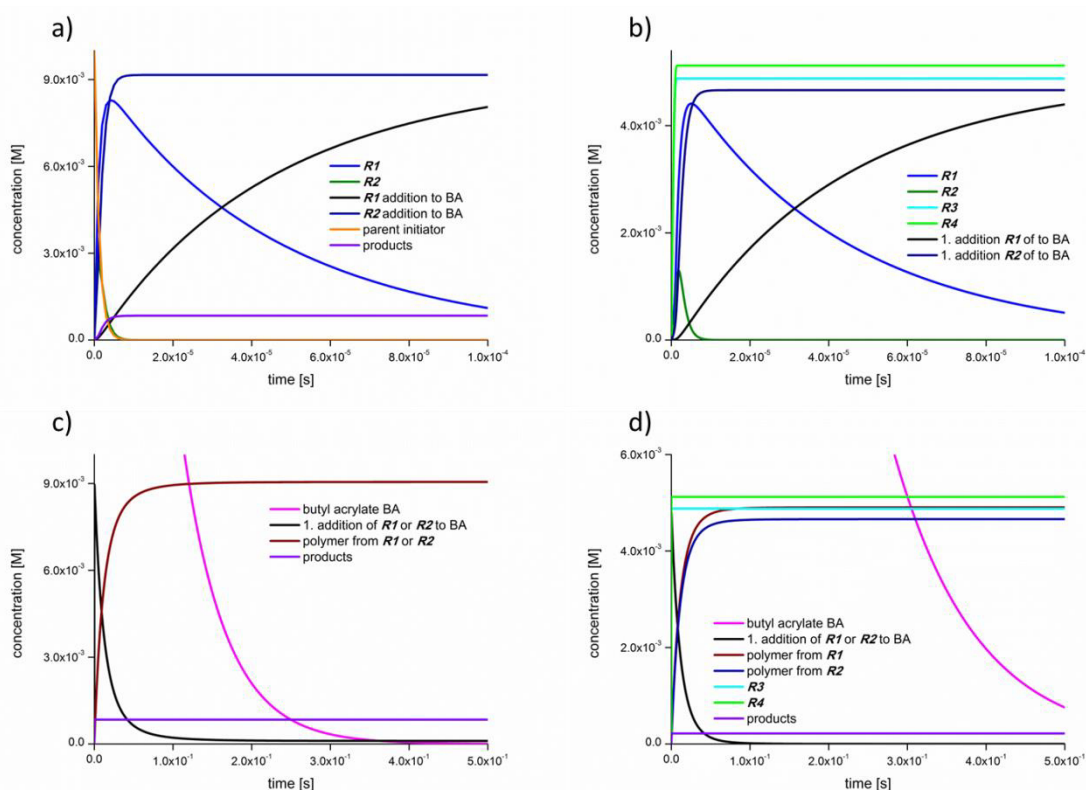 a)
concentration [M]
9.0x10⁻³
6.0x10⁻³
3.0x10⁻³
0.0
R1
R2
R1 addition to BA
R2 addition to BA
parent initiator
products
0.0
2.0x10⁻⁵
4.0x10⁻⁵
6.0x10⁻⁵
8.0x10⁻⁵
1.0x10⁻⁴
time [s]
b)
concentration [M]
4.0x10⁻³
2.0x10⁻³
0.0
R1
R2
R3
R4
1. addition R1 of to BA
1. addition R2 of to BA
0.0
2.0x10⁻⁵
4.0x10⁻⁵
6.0x10⁻⁵
8.0x10⁻⁵
1.0x10⁻⁴
time [s]
c)
concentration [M]
9.0x10⁻³
6.0x10⁻³
3.0x10⁻³
0.0
butyl acrylate BA
1. addition of R1 or R2 to BA
polymer from R1 or R2
products
0.0
1.0x10⁻¹
2.0x10⁻¹
3.0x10⁻¹
4.0x10⁻¹
5.0x10⁻¹
time [s]
d)
concentration [M]
6.0x10⁻³
4.0x10⁻³
2.0x10⁻³
0.0
butyl acrylate BA
1. addition of R1 or R2 to BA
polymer from R1
polymer from R2
R3
R4
products
0.0
1.0x10⁻¹
2.0x10⁻¹
3.0x10⁻¹
4.0x10⁻¹
5.0x10⁻¹
time [s]